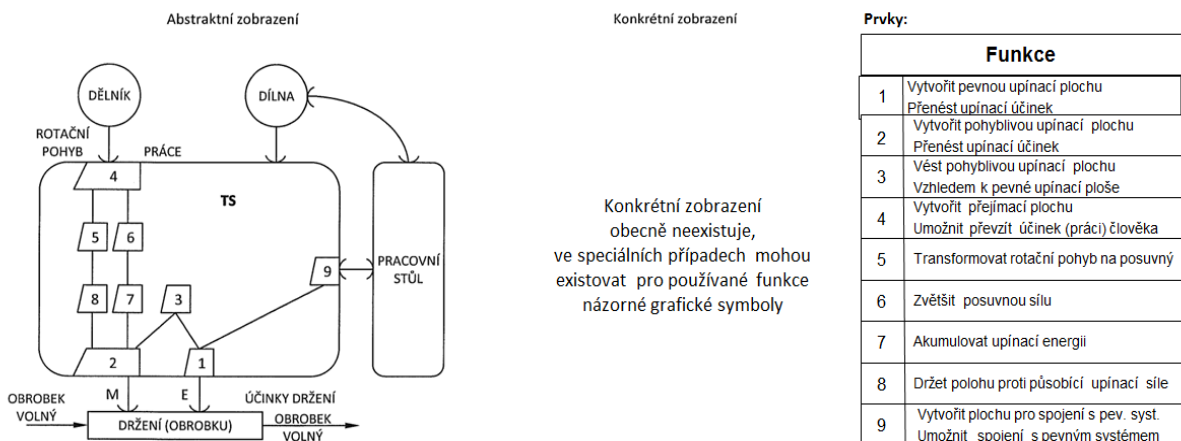 Abstraktní zobrazení
DĚLNÍK
DÍLNA
ROTAČNÍ
POHYB
PRÁCE
4
TS
5
6
9
PRACOVNÍ
STŮL
8
7
3
2
1
M
E
ÚČINKY DRŽENÍ
OBROBEK
VOLNÝ
DRŽENÍ (OBROBKU)
OBROBEK
VOLNÝ
Konkrétní zobrazení
Konkrétní zobrazení
obecně neexistuje,
ve speciálních případech mohou
existovat pro používané funkce
názorné grafické symboly
Prvky:
Funkce
1
Vytvořit pevnou upínací plochu
Přenést upínací účinek
2
Vytvořit pohyblivou upínací plochu
Přenést upínací účinek
3
Vést pohyblivou upínací plochu
Vzhledem k pevné upínací ploše
4
Vytvořit přejímací plochu
Umožnit převzít účinek (práci) člověka
5
Transformovat rotační pohyb na posuvný
6
Zvětšit posuvnou sílu
7
Akumulovat upínací energii
8
Držet polohu proti působící upínací síle
9
Vytvořit plochu pro spojení s pev. syst.
Umožnit spojení s pevným systémem